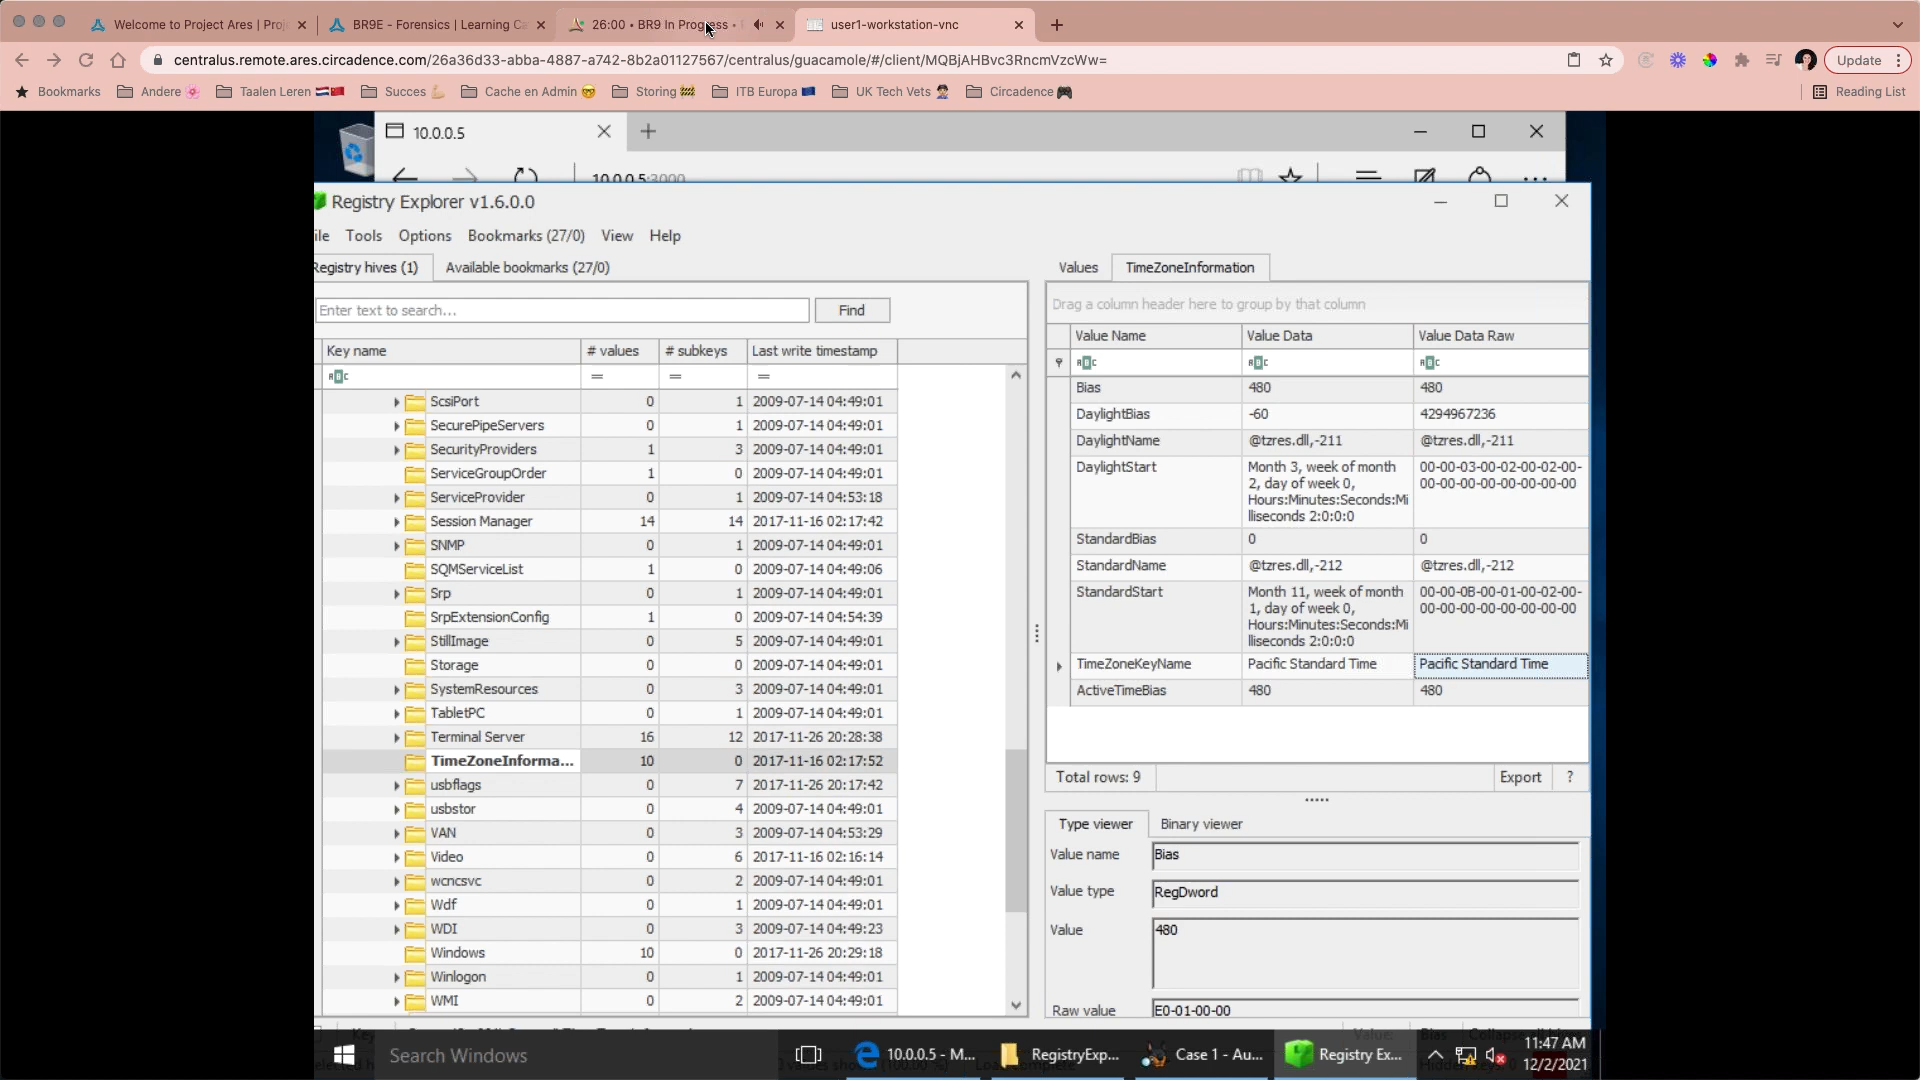 Welcome to Project Ares | Proj
BR9E - Forensics | Learning Ca
26:00 • BR9 In Progress •
user1-workstation-vnc
centralus.remote.ares.circadence.com/26a36d33-abba-4887-a742-8b2a01127567/centralus/guacamole/#/client/MQBjAHBvc3RncmVzcWw=
Update
Bookmarks
Andere 🌸
Taalen Leren 🇳🇱🇨🇳
Succes 💪
Cache en Admin 🤓
Storing 🚧
ITB Europa 🇪🇺
UK Tech Vets
Circadence 🎮
Reading List
10.0.0.5
10.0.0.5:3000
Registry Explorer v1.6.0.0
ile Tools Options Bookmarks (27/0) View Help
Registry hives (1) Available bookmarks (27/0)
Enter text to search... Find
Key name # values # subkeys Last write timestamp
ScsiPort 0 1 2009-07-14 04:49:01
SecurePipeServers 0 1 2009-07-14 04:49:01
SecurityProviders 1 3 2009-07-14 04:49:01
ServiceGroupOrder 1 0 2009-07-14 04:49:01
ServiceProvider 0 1 2009-07-14 04:53:18
Session Manager 14 14 2017-11-16 02:17:42
SNMP 0 1 2009-07-14 04:49:01
SQMServiceList 1 0 2009-07-14 04:49:06
Srp 0 1 2009-07-14 04:49:01
SrpExtensionConfig 1 0 2009-07-14 04:54:39
StillImage 0 5 2009-07-14 04:49:01
Storage 0 0 2009-07-14 04:49:01
SystemResources 0 3 2009-07-14 04:49:01
TabletPC 0 1 2009-07-14 04:49:01
Terminal Server 16 12 2017-11-26 20:28:38
TimeZoneInforma... 10 0 2017-11-16 02:17:52
usbflags 0 7 2017-11-26 20:17:42
usbstor 0 4 2009-07-14 04:49:01
VAN 0 3 2009-07-14 04:53:29
Video 0 6 2017-11-16 02:16:14
wcncsvc 0 2 2009-07-14 04:49:01
Wdf 0 1 2009-07-14 04:49:01
WDI 0 3 2009-07-14 04:49:23
Windows 10 0 2017-11-26 20:29:18
Winlogon 0 1 2009-07-14 04:49:01
WMI 0 2 2009-07-14 04:49:01
Values TimeZoneInformation
Drag a column header here to group by that column
Value Name Value Data Value Data Raw
Bias 480 480
DaylightBias -60 4294967236
DaylightName @tzres.dll,-211 @tzres.dll,-211
DaylightStart Month 3, week of month 00-00-03-00-02-00-02-00-
2, day of week 0, 00-00-00-00-00-00-00-00
Hours:Minutes:Seconds:Mi
lliseconds 2:0:0:0
StandardBias 0 0
StandardName @tzres.dll,-212 @tzres.dll,-212
StandardStart Month 11, week of month 00-00-0B-00-01-00-02-00-
1, day of week 0, 00-00-00-00-00-00-00-00
Hours:Minutes:Seconds:Mi
lliseconds 2:0:0:0
TimeZoneKeyName Pacific Standard Time Pacific Standard Time
ActiveTimeBias 480 480
Total rows: 9 Export ?
Type viewer Binary viewer
Value name Bias
Value type RegDword
Value 480
Raw value E0-01-00-00
Search Windows
10.0.0.5 - M...
RegistryExp...
Case 1 - Au...
Registry Ex...
11:47 AM
12/2/2021